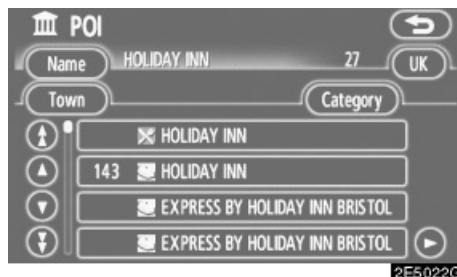 POI
Name HOLIDAY INN 27 UK
Town Category
HOLIDAY INN
143 HOLIDAY INN
EXPRESS BY HOLIDAY INN BRISTOL
EXPRESS BY HOLIDAY INN BRISTOL
2E5022G